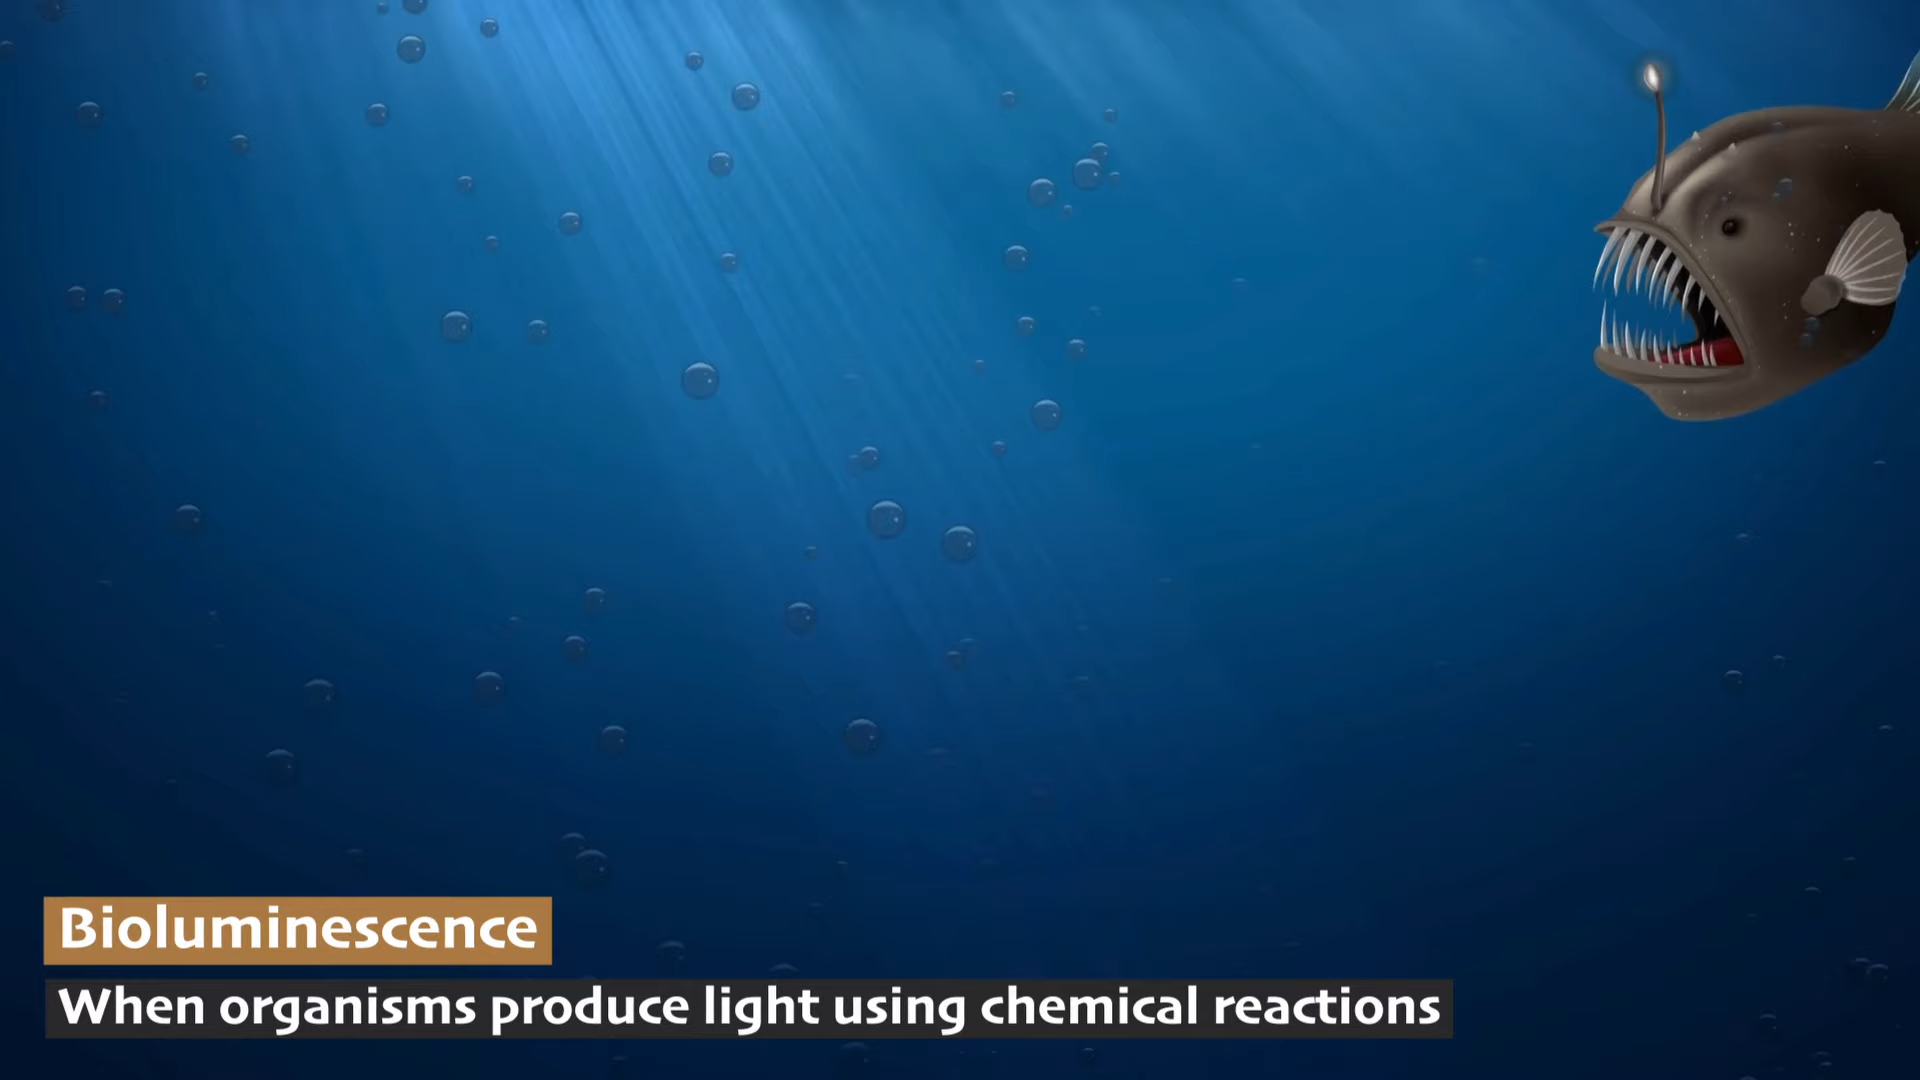 Bioluminescence
When organisms produce light using chemical reactions